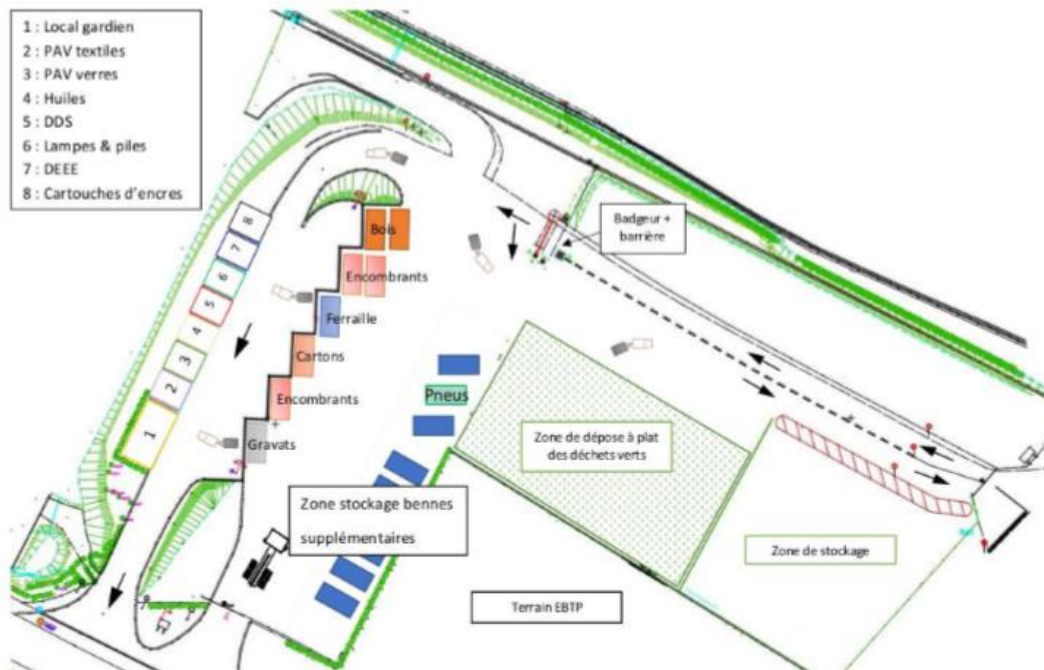 1 : Local gardien
2 : PAV textiles
3 : PAV verres
4 : Huiles
5 : DDS
6 : Lampes & piles
7 : DEEE
8 : Cartouches d'encres
Badgeur +
barrière
8
7
6
5
4
3
2
1
Bois
Encombrants
Ferraille
Cartons
Encombrants
Gravats
Pneus
Zone de dépose à plat
des déchets verts
Zone stockage bennes
supplémentaires
Zone de stockage
Terrain EBTP